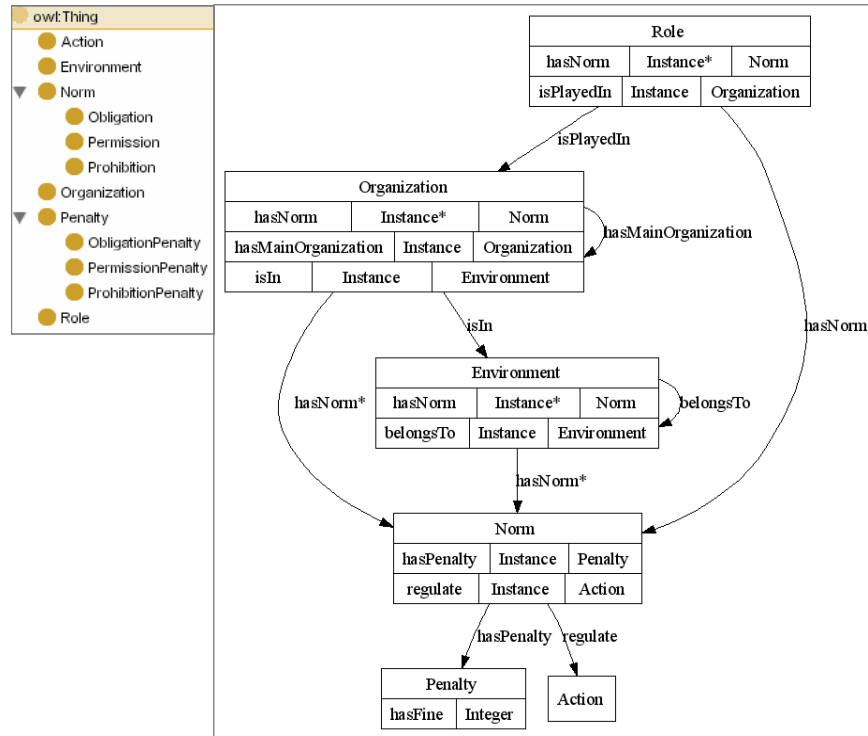 owl:Thing
Action
Environment
Norm
Obligation
Permission
Prohibition
Organization
Penalty
ObligationPenalty
PermissionPenalty
ProhibitionPenalty
Role
Role
hasNorm Instance* Norm
isPlayedIn Instance Organization
isPlayedIn
Organization
hasNorm Instance* Norm
hasMainOrganization Instance Organization
isIn Instance Environment
hasMainOrganization
isIn
hasNorm
Environment
hasNorm Instance* Norm
belongsTo Instance Environment
hasNorm*
belongsTo
hasNorm*
Norm
hasPenalty Instance Penalty
regulate Instance Action
hasPenalty regulate
Penalty
hasFine Integer
Action